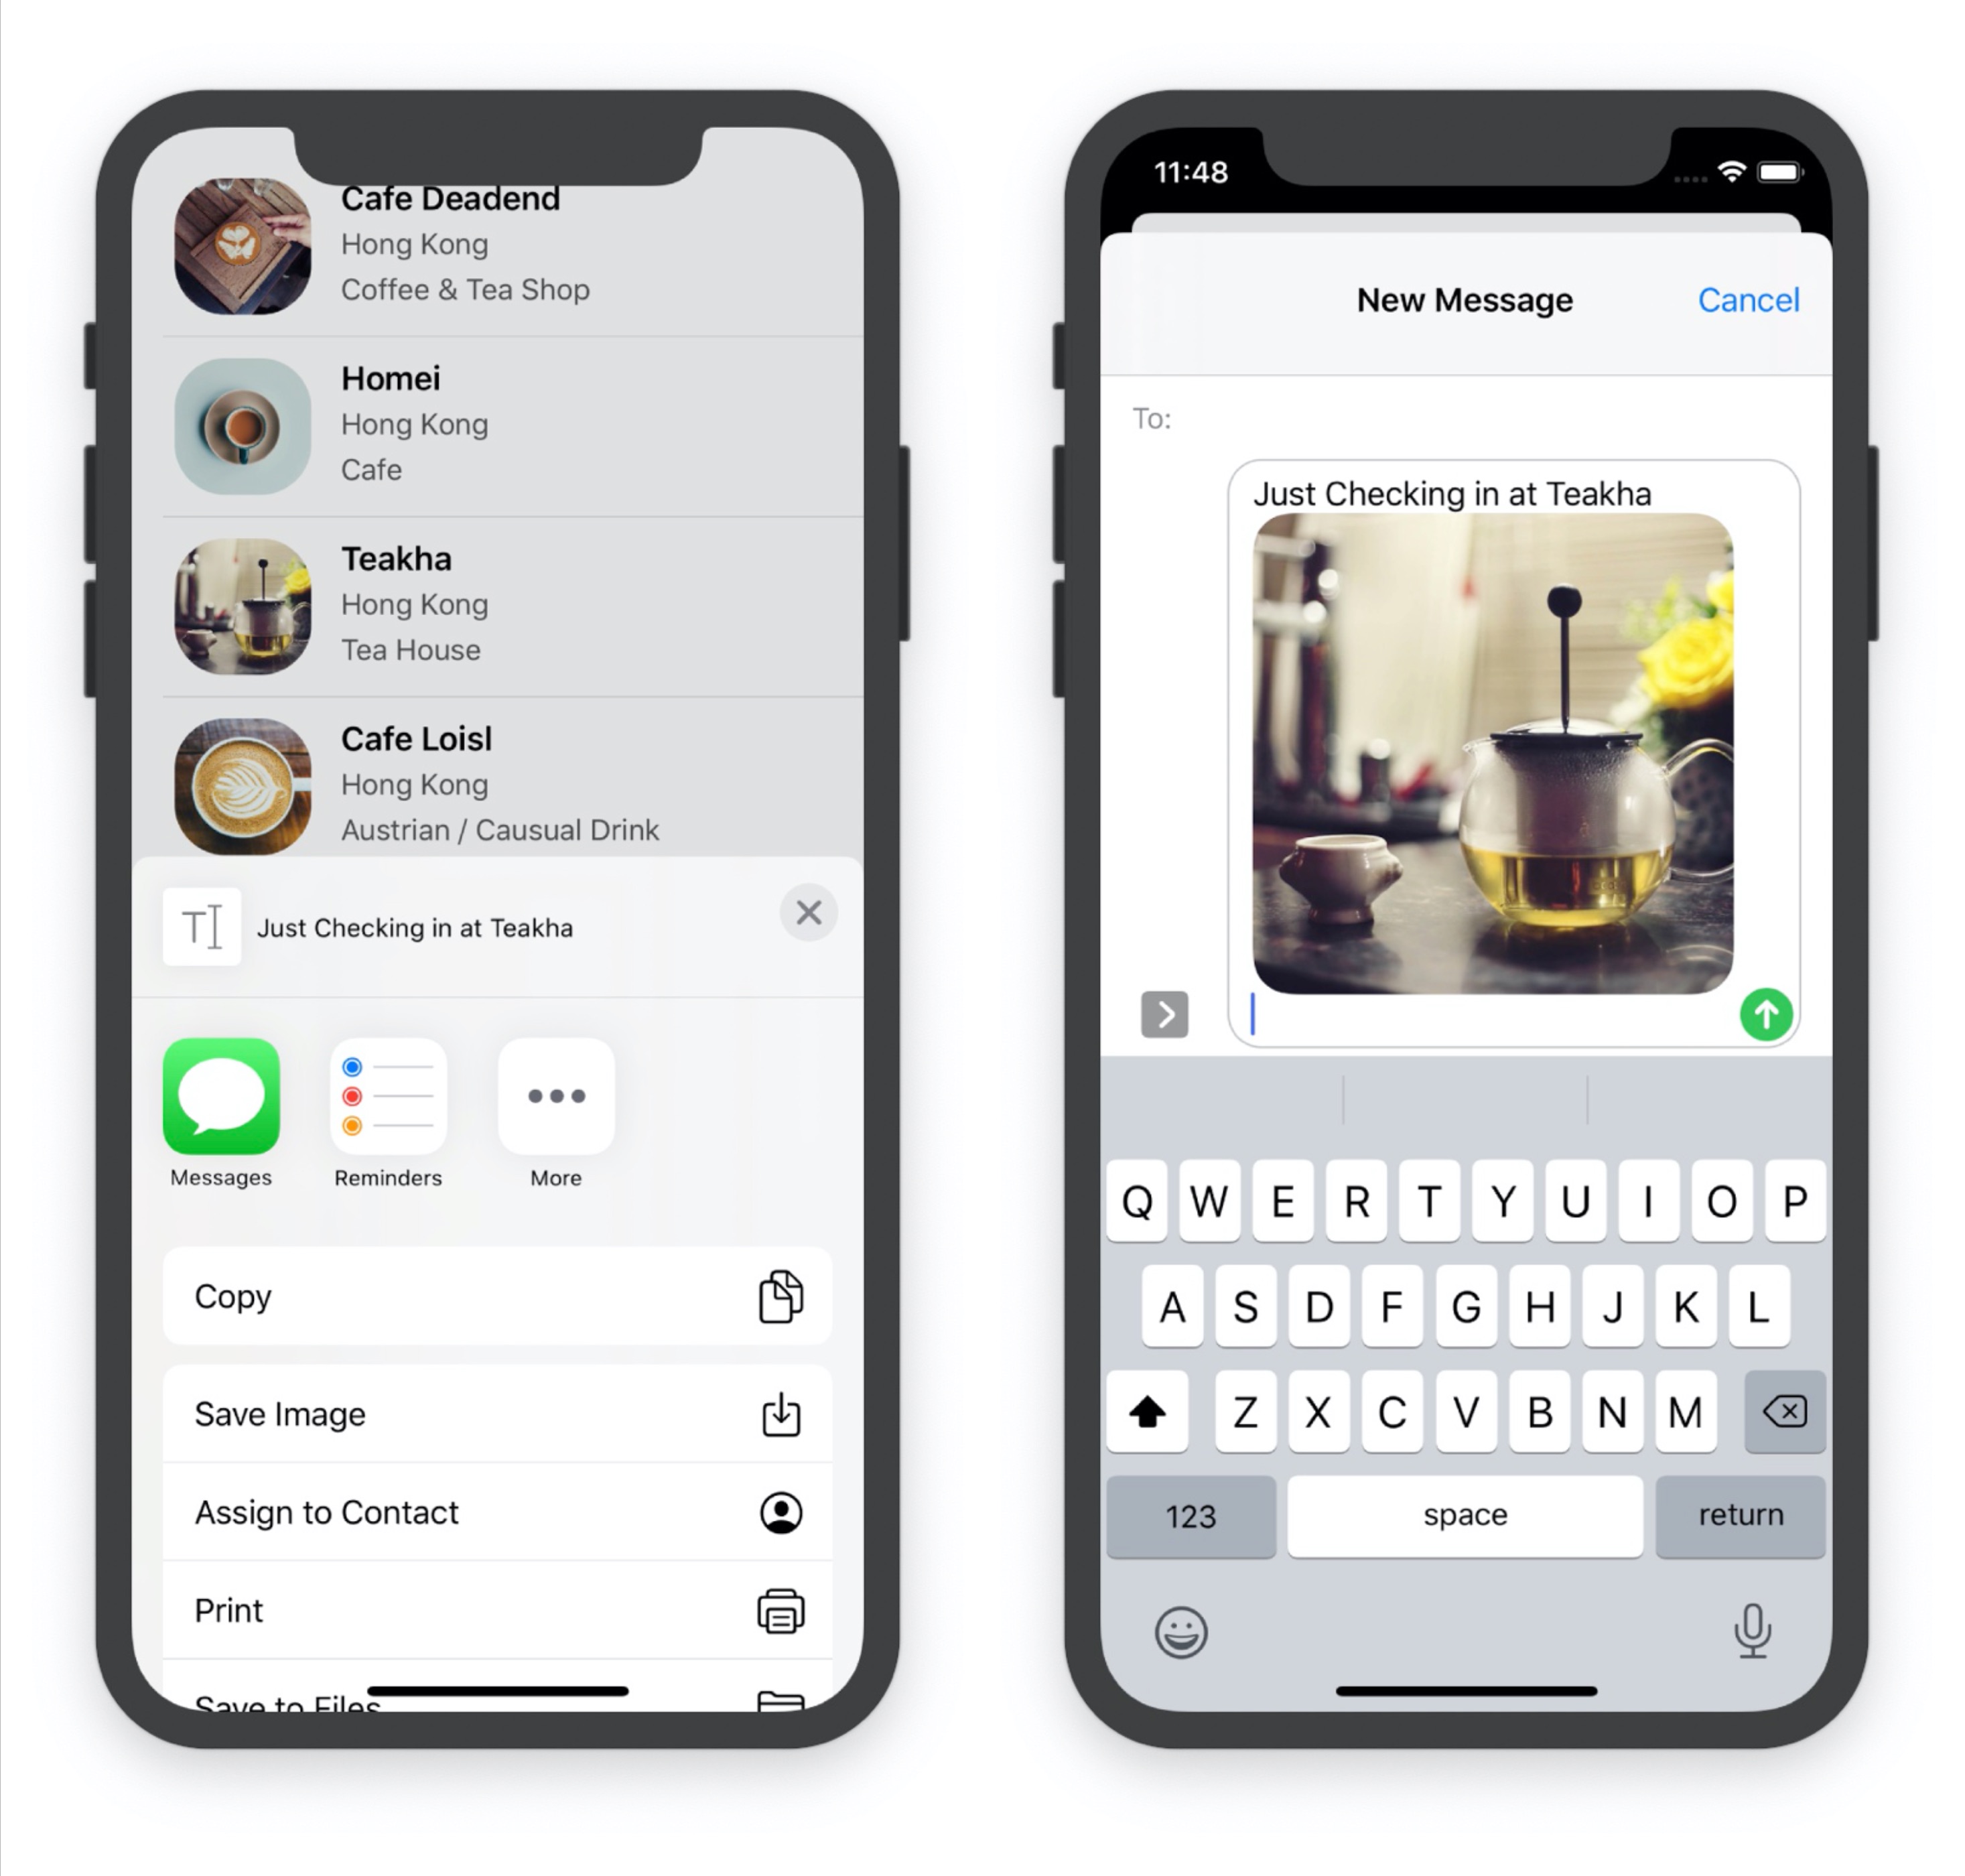 Cafe Deadend
Hong Kong
Coffee & Tea Shop
Homei
Hong Kong
Cafe
Teakha
Hong Kong
Tea House
Cafe Loisl
Hong Kong
Austrian / Causual Drink
Just Checking in at Teakha
Messages
Reminders
More
Copy
Save Image
Assign to Contact
Print
Save to Files
11:48
New Message
Cancel
To:
Just Checking in at Teakha
Q W E R T Y U I O P
A S D F G H J K L
Z X C V B N M
123
space
return